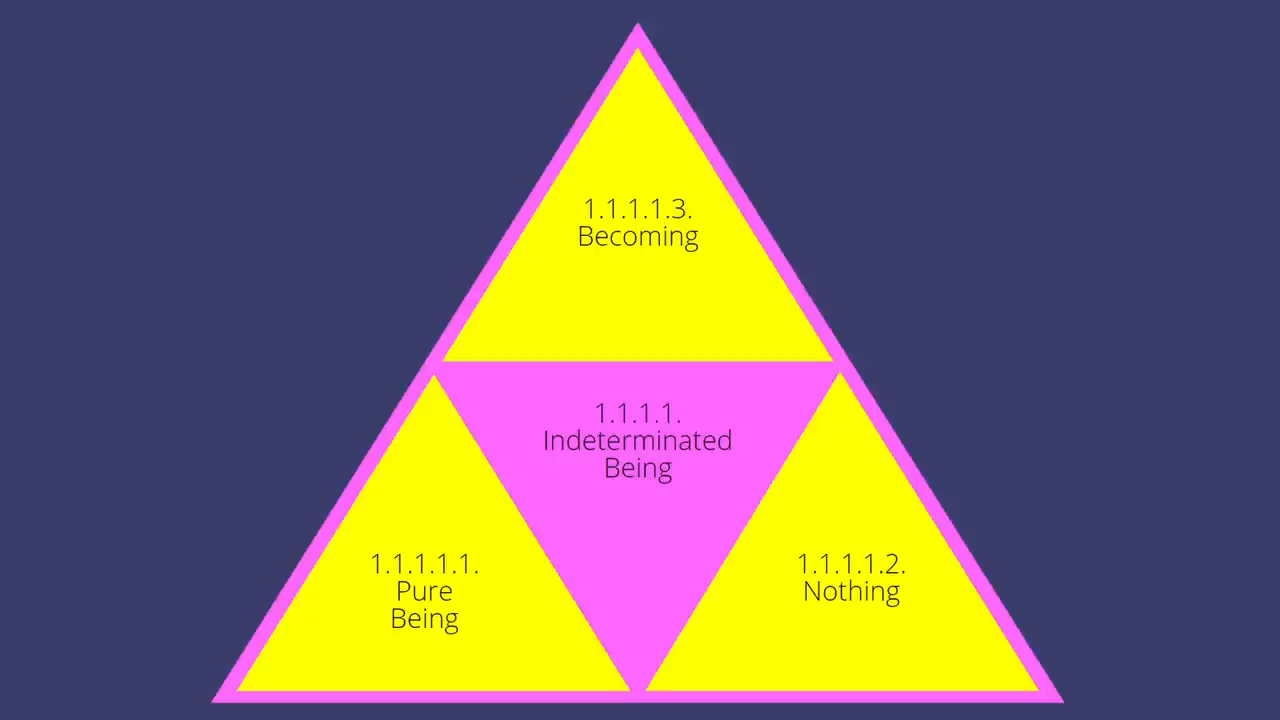 1.1.1.1.3.
Becoming
1.1.1.1.
Indeterminated
Being
1.1.1.1.1.
Pure
Being
1.1.1.1.2.
Nothing